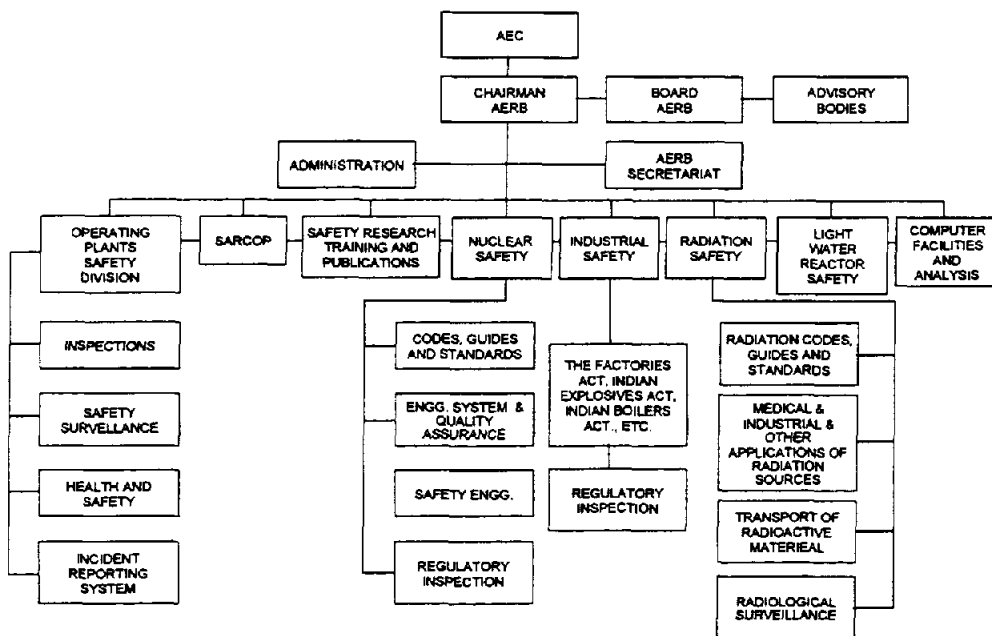 AEC
CHAIRMAN
AERB
BOARD
AERB
ADVISORY
BODIES
ADMINISTRATION
AERB
SECRETARIAT
OPERATING
PLANTS
SAFETY
DIVISION
SARCOP
SAFETY RESEARCH
TRAINING AND
PUBLICATIONS
NUCLEAR
SAFETY
INDUSTRIAL
SAFETY
RADIATION
SAFETY
LIGHT
WATER
REACTOR
SAFETY
COMPUTER
FACILITIES
AND
ANALYSIS
INSPECTIONS
SAFETY
SURVELLANCE
HEALTH AND
SAFETY
INCIDENT
REPORTING
SYSTEM
CODES, GUIDES
AND STANDARDS
ENGG. SYSTEM &
QUALITY
ASSURANCE
SAFETY ENGG.
REGULATORY
INSPECTION
THE FACTORIES
ACT, INDIAN
EXPLOSIVES ACT,
INDIAN BOILERS
ACT., ETC.
REGULATORY
INSPECTION
RADIATION CODES,
GUIDES AND
STANDARDS
MEDICAL &
INDUSTRIAL &
OTHER
APPLICATIONS OF
RADIATION
SOURCES
TRANSPORT OF
RADIOACTIVE
MATERIEAL
RADIOLOGICAL
SURVEILLANCE